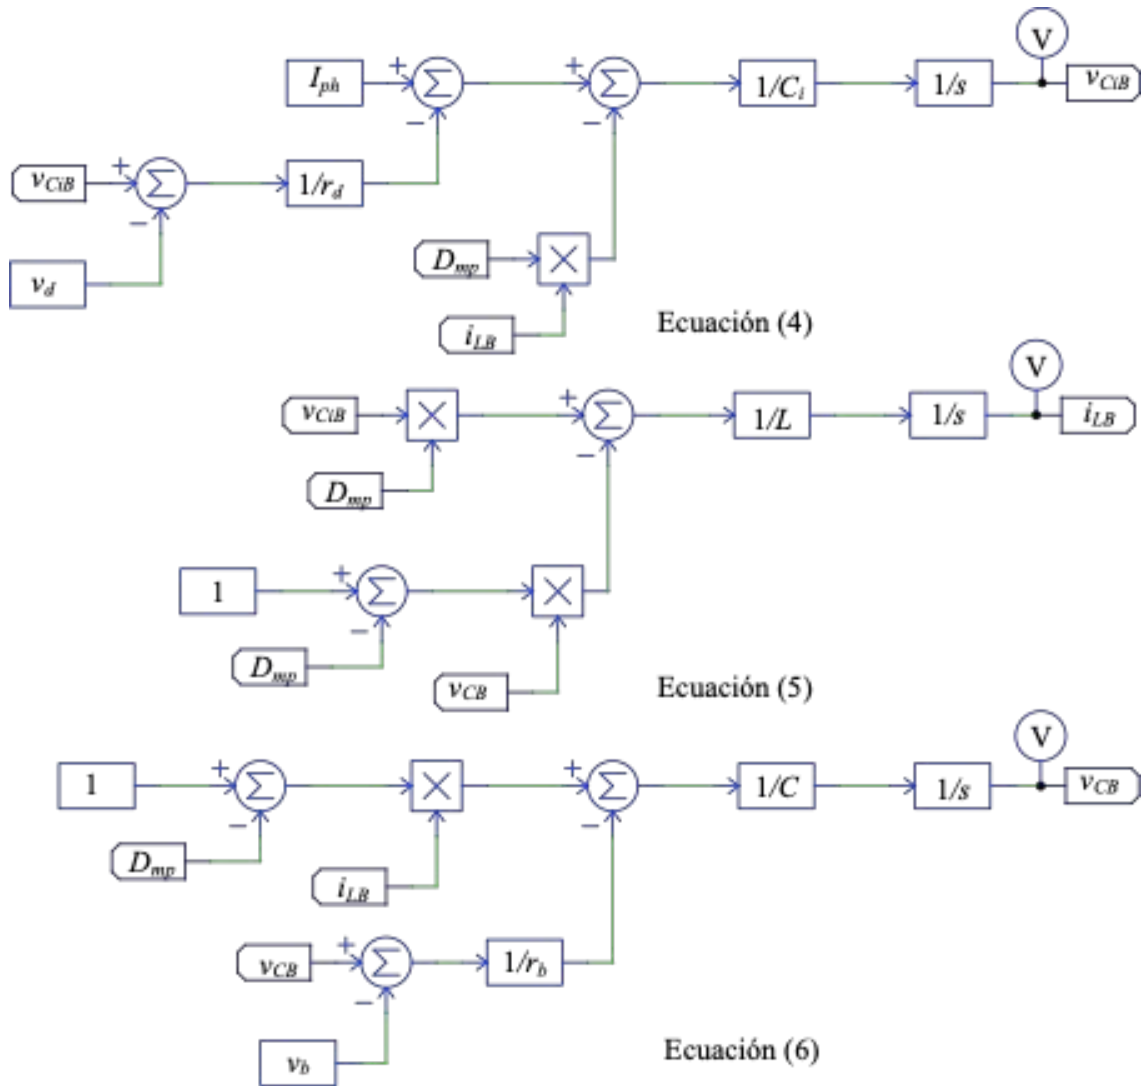 V
I_ph + Σ + Σ 1/C_i 1/s v_CiB
− −
v_CiB + Σ 1/r_d
−
D_mp ×
v_d
i_LB Ecuación (4)
V
v_CiB × + Σ 1/L 1/s i_LB
−
D_mp
1 + Σ ×
−
D_mp
v_CB Ecuación (5)
V
1 + Σ × + Σ 1/C 1/s v_CB
− −
D_mp
i_LB
v_CB + Σ 1/r_b
−
v_b Ecuación (6)